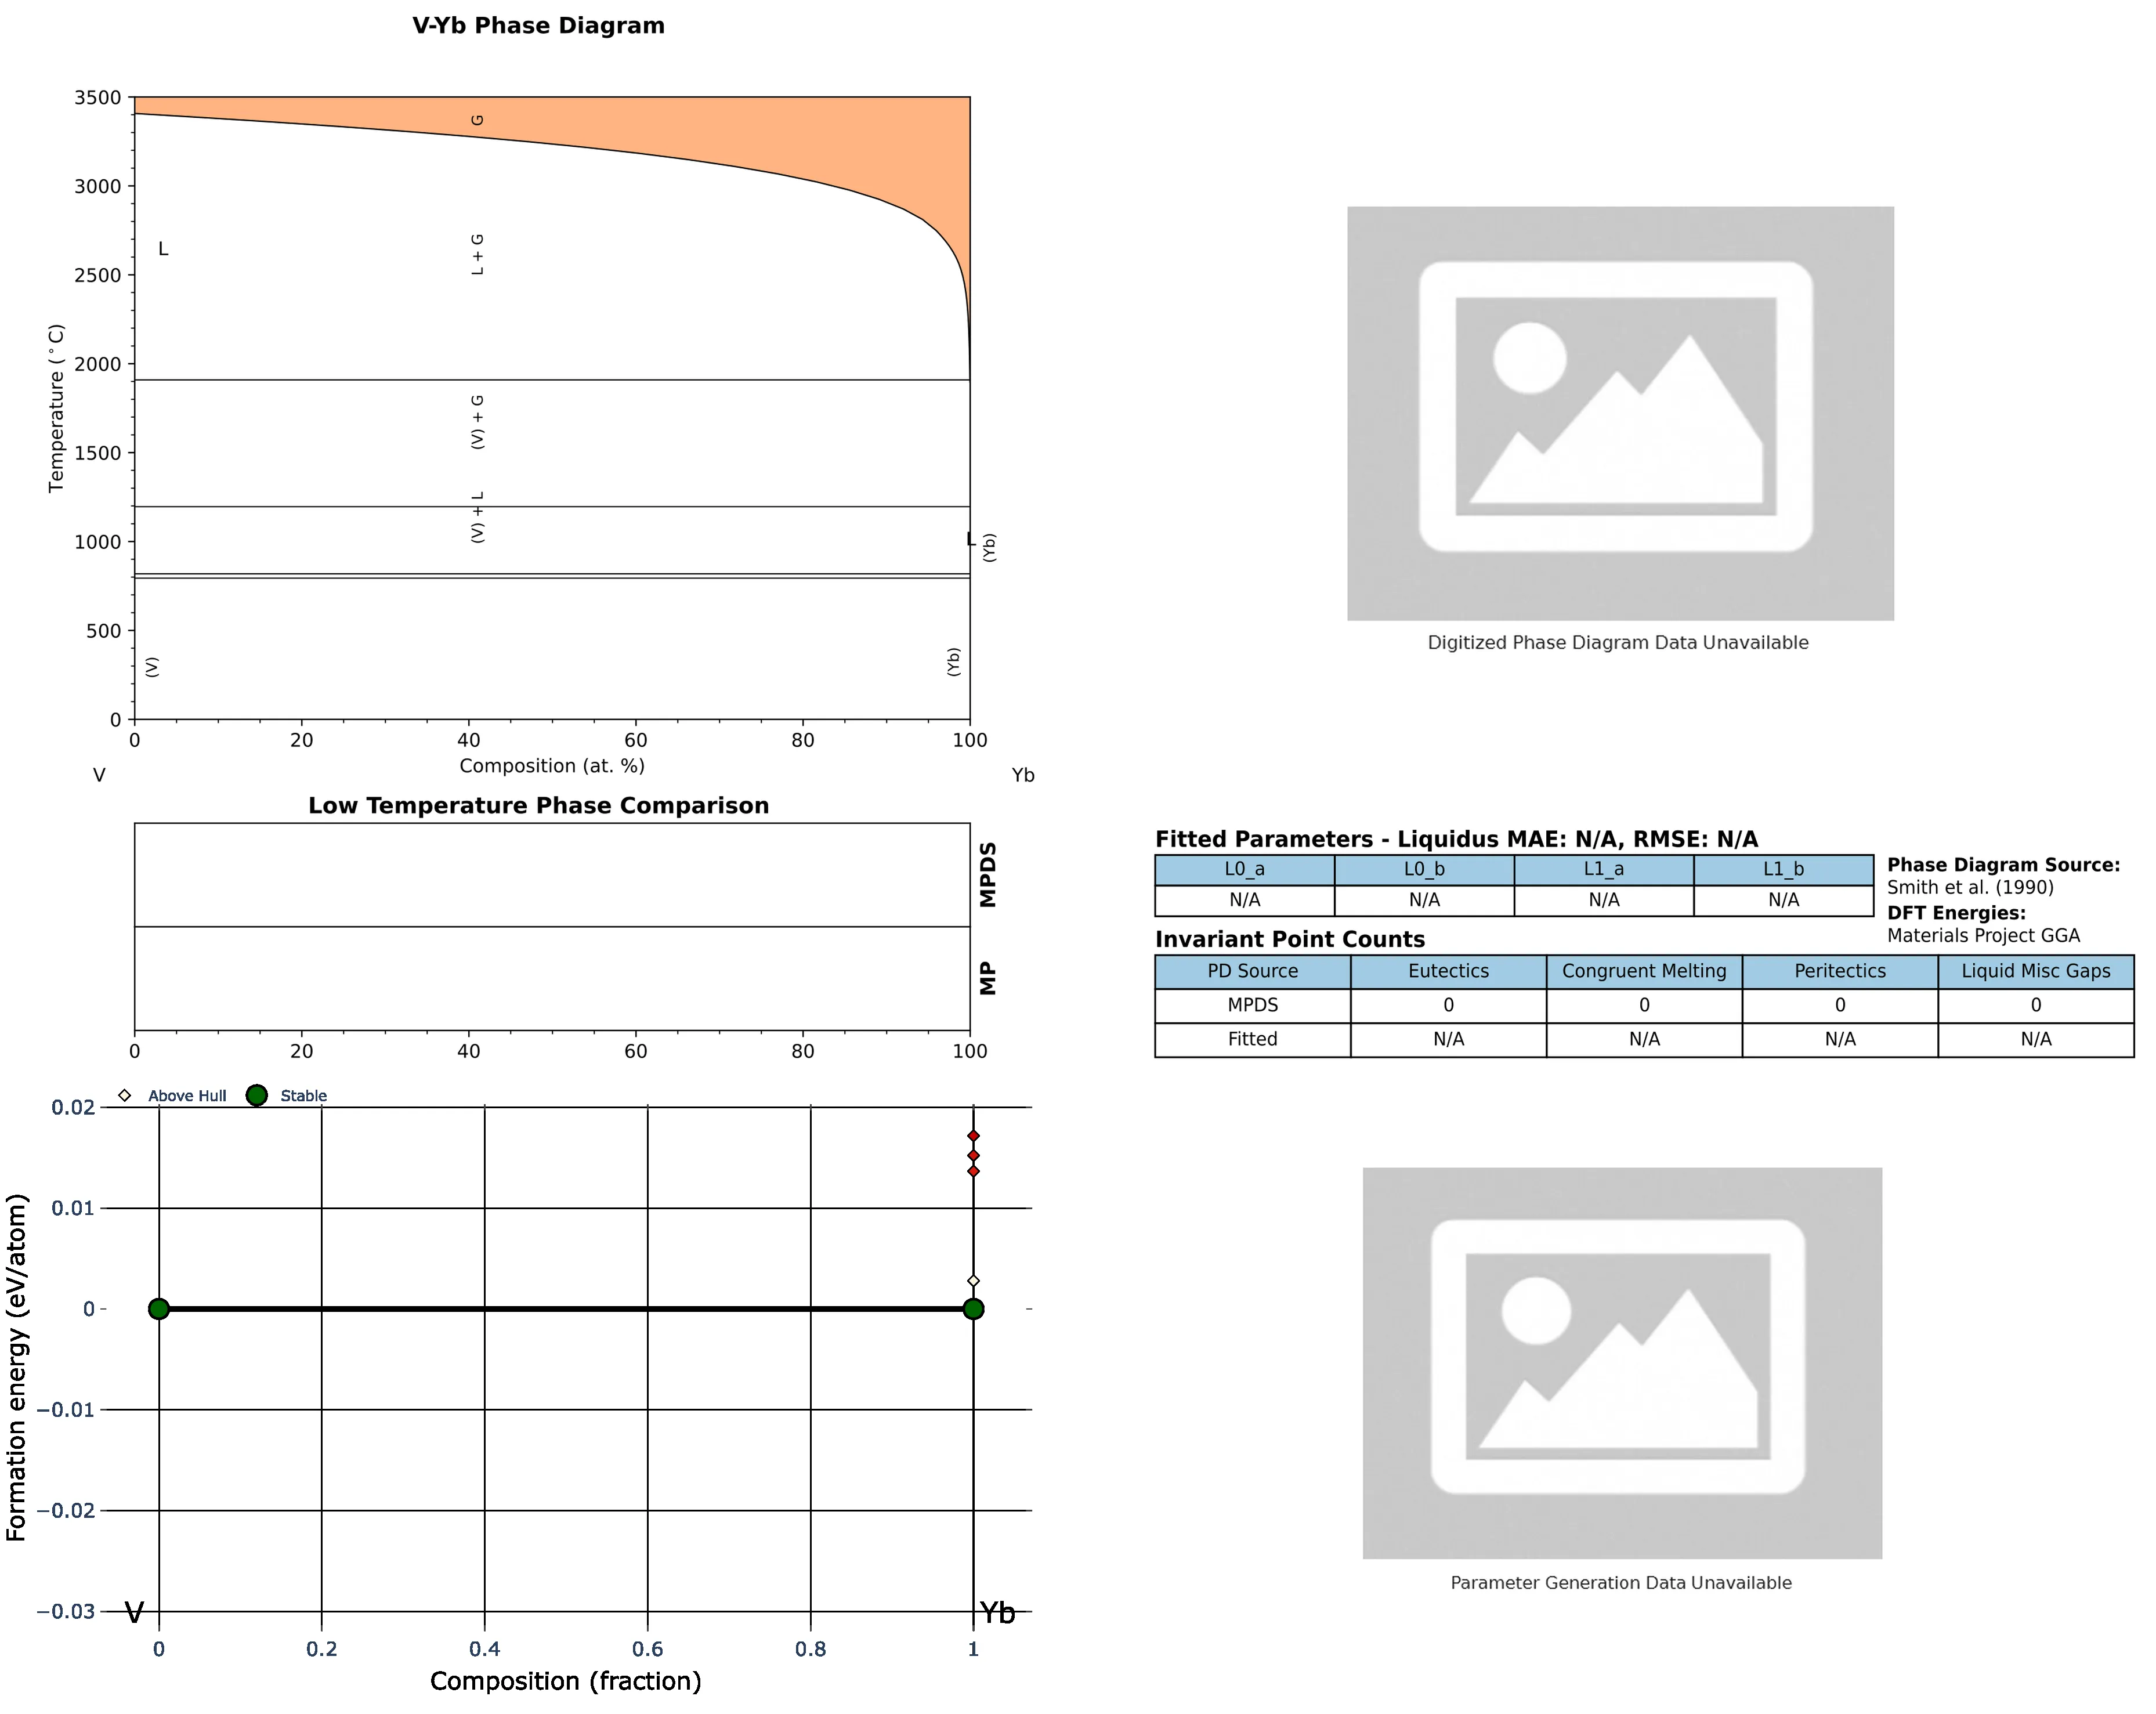 V-Yb Phase Diagram
3500
3000
2500
2000
1500
1000
500
0
Temperature (°C)
G
L
L + G
(V) + G
(V) + L
L
(Yb)
(V)
(Yb)
0 20 40 60 80 100
Composition (at. %)
V
Yb
Digitized Phase Diagram Data Unavailable
Low Temperature Phase Comparison
MPDS
MP
0 20 40 60 80 100
Fitted Parameters - Liquidus MAE: N/A, RMSE: N/A
L0_a L0_b L1_a L1_b
N/A N/A N/A N/A
Phase Diagram Source:
Smith et al. (1990)
DFT Energies:
Materials Project GGA
Invariant Point Counts
PD Source Eutectics Congruent Melting Peritectics Liquid Misc Gaps
MPDS 0 0 0 0
Fitted N/A N/A N/A N/A
Above Hull Stable
0.02
0.01
0
−0.01
−0.02
−0.03
Formation energy (eV/atom)
V
Yb
0 0.2 0.4 0.6 0.8 1
Composition (fraction)
Parameter Generation Data Unavailable